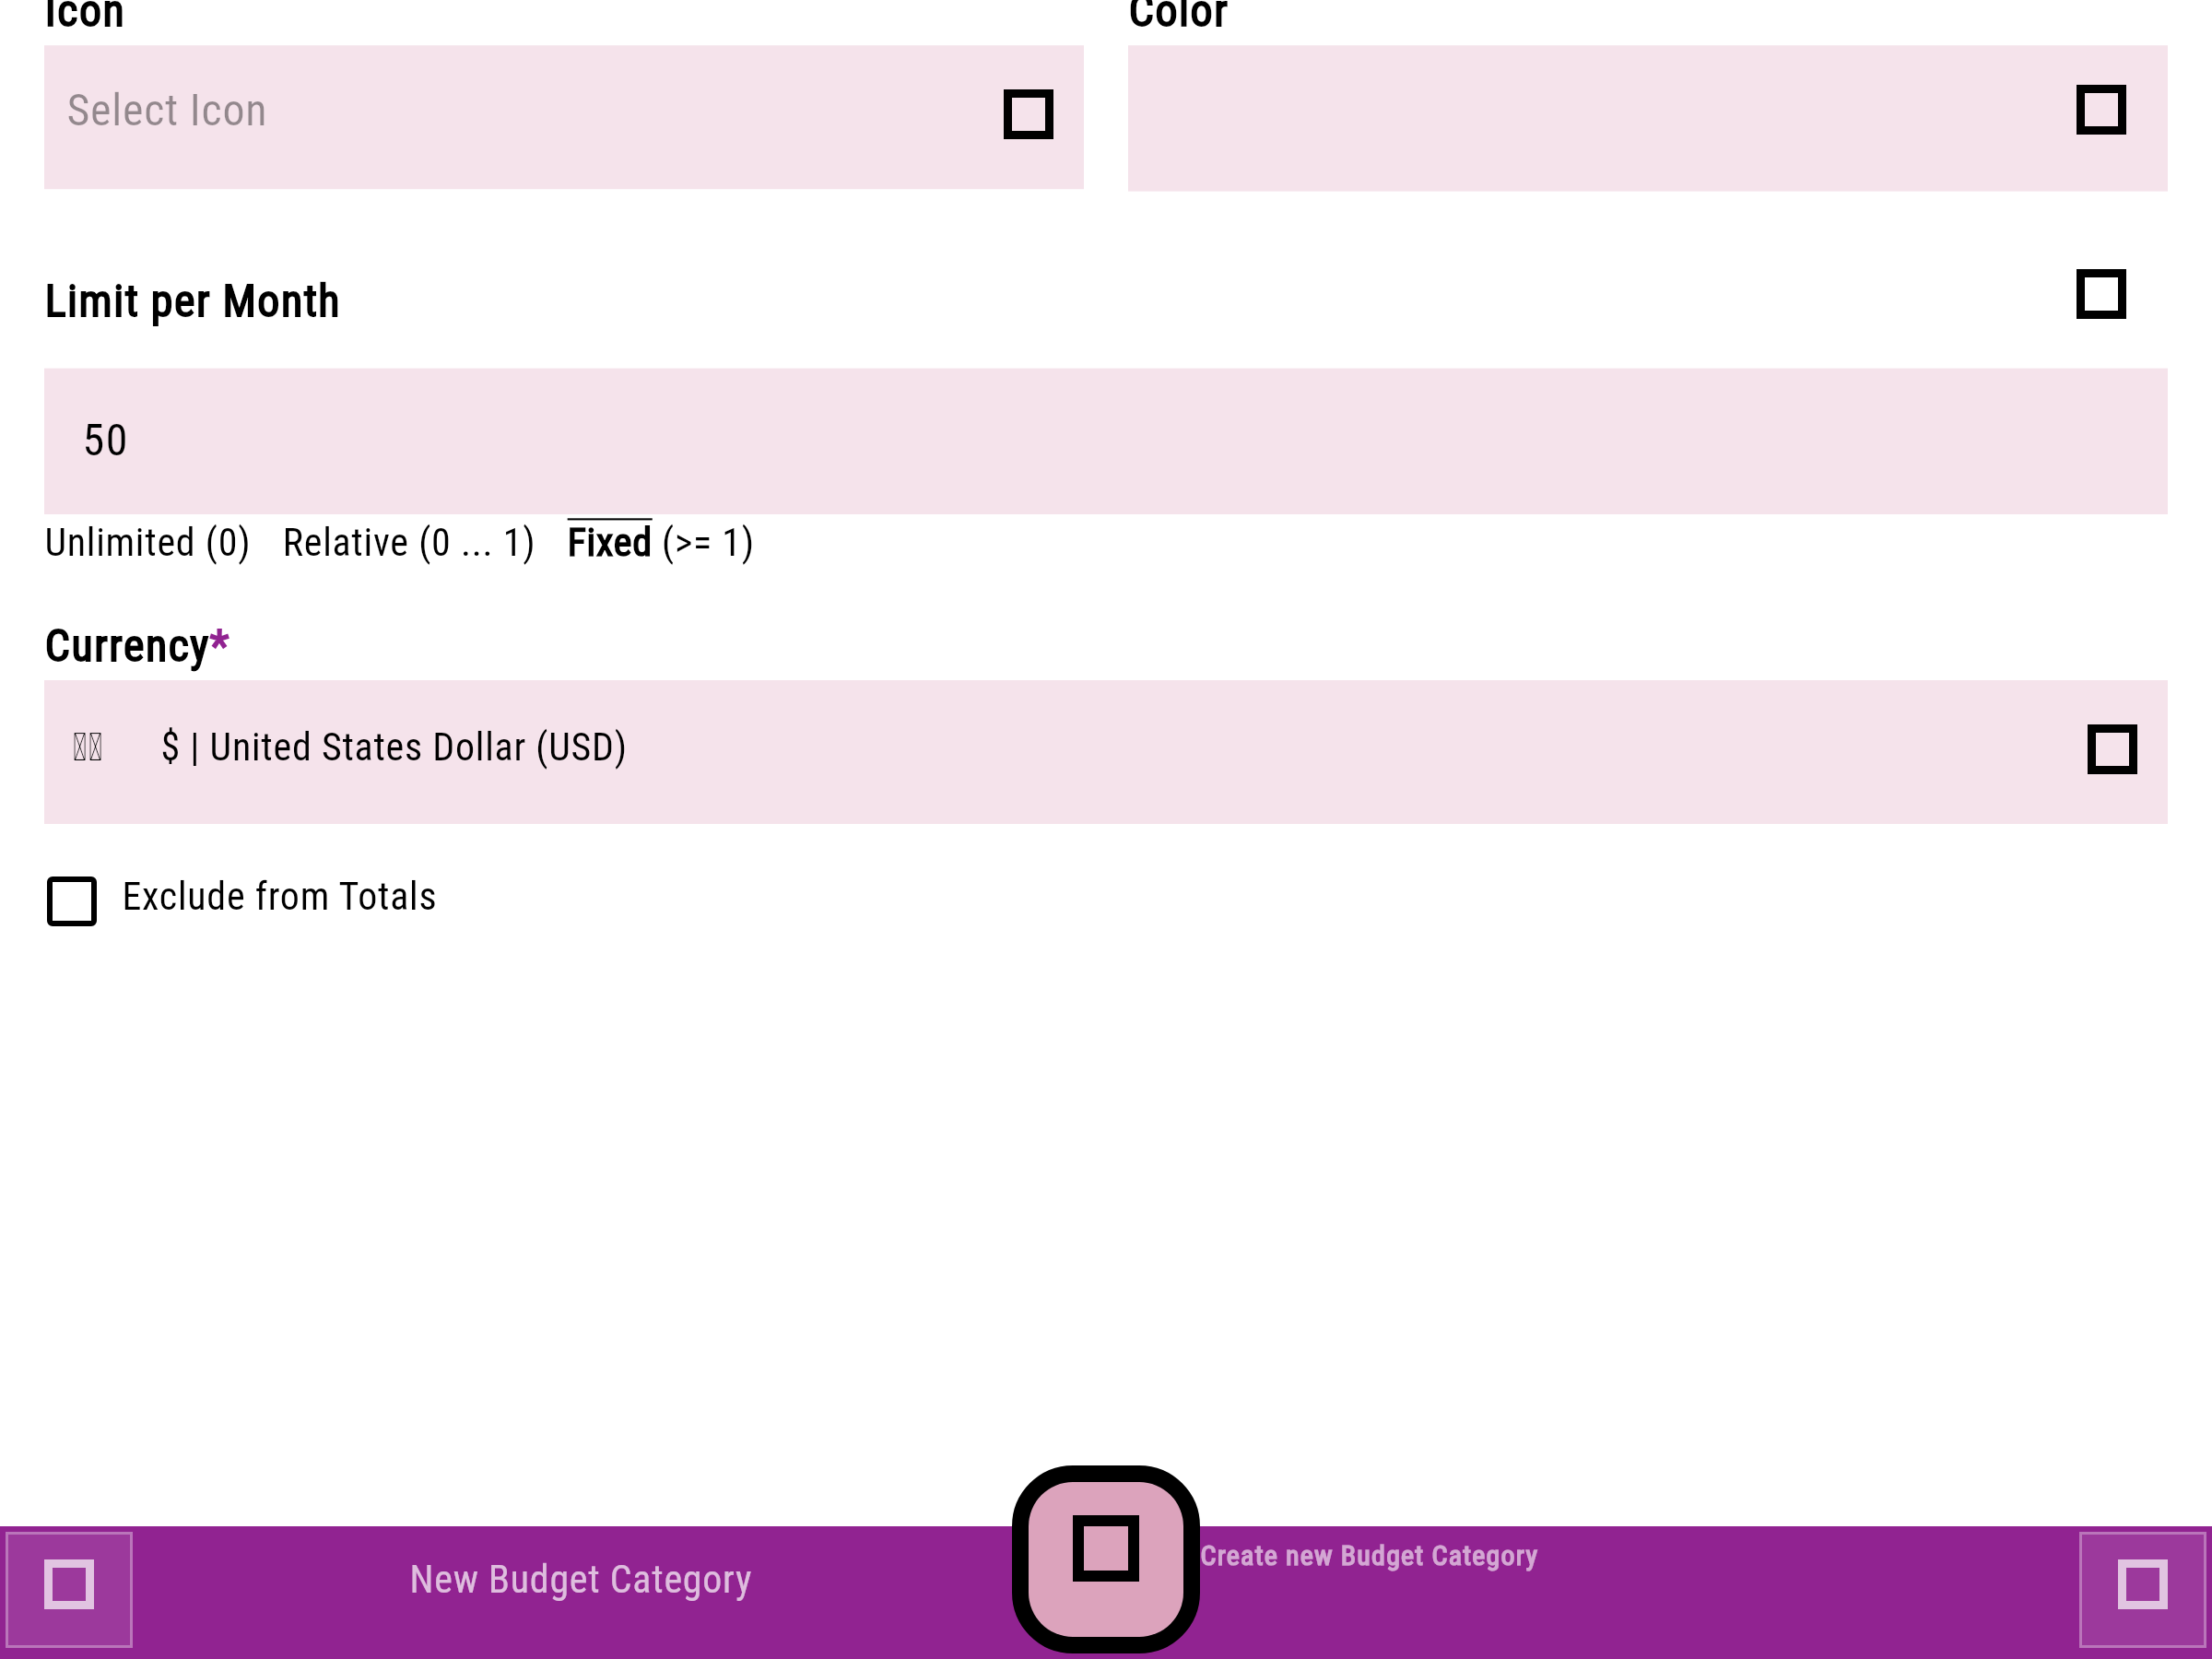 Icon
Color
Select Icon
Limit per Month
50
Unlimited (0) Relative (0 ... 1) Fixed (>= 1)
Currency*
$ | United States Dollar (USD)
Exclude from Totals
New Budget Category
Create new Budget Category